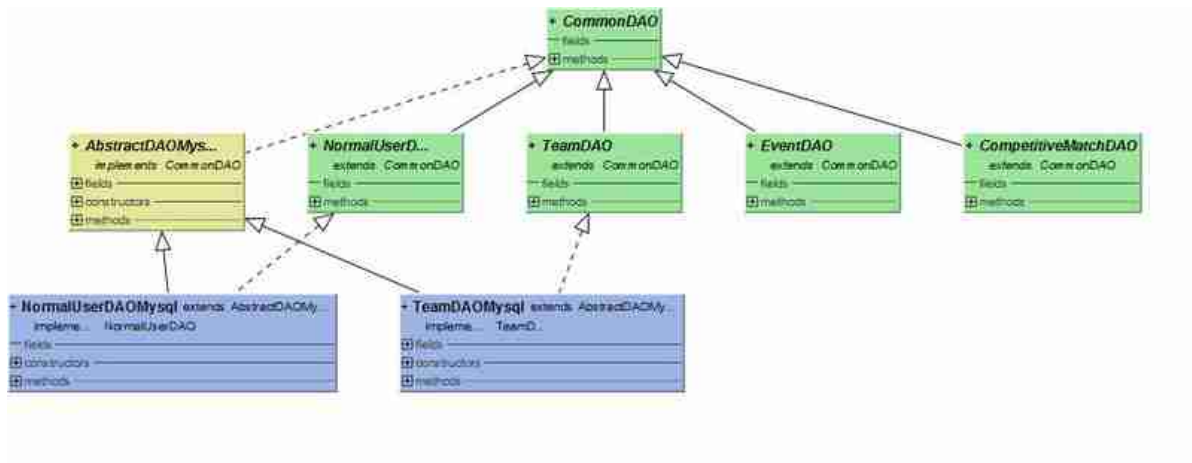 + CommonDAO
fields
methods
+ AbstractDAOMys...
implements CommonDAO
fields
constructors
methods
+ NormalUserD...
extends CommonDAO
fields
methods
+ TeamDAO
extends CommonDAO
fields
methods
+ EventDAO
extends CommonDAO
fields
methods
+ CompetitiveMatchDAO
extends CommonDAO
fields
methods
+ NormalUserDAOMysql extends AbstractDAOMy...
impleme... NormalUserDAO
fields
constructors
methods
+ TeamDAOMysql extends AbstractDAOMy...
impleme... TeamD...
fields
constructors
methods